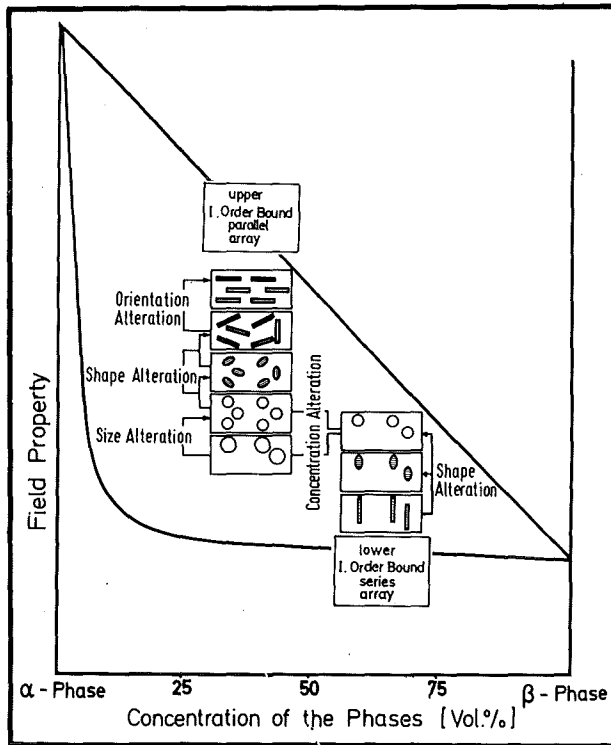 upper
I. Order Bound
parallel
array
Orientation
Alteration
Shape Alteration
Size Alteration
Concentration Alteration
Shape
Alteration
lower
I. Order Bound
series
array
Field Property
α - Phase 25 50 75 β - Phase
Concentration of the Phases [Vol.%]